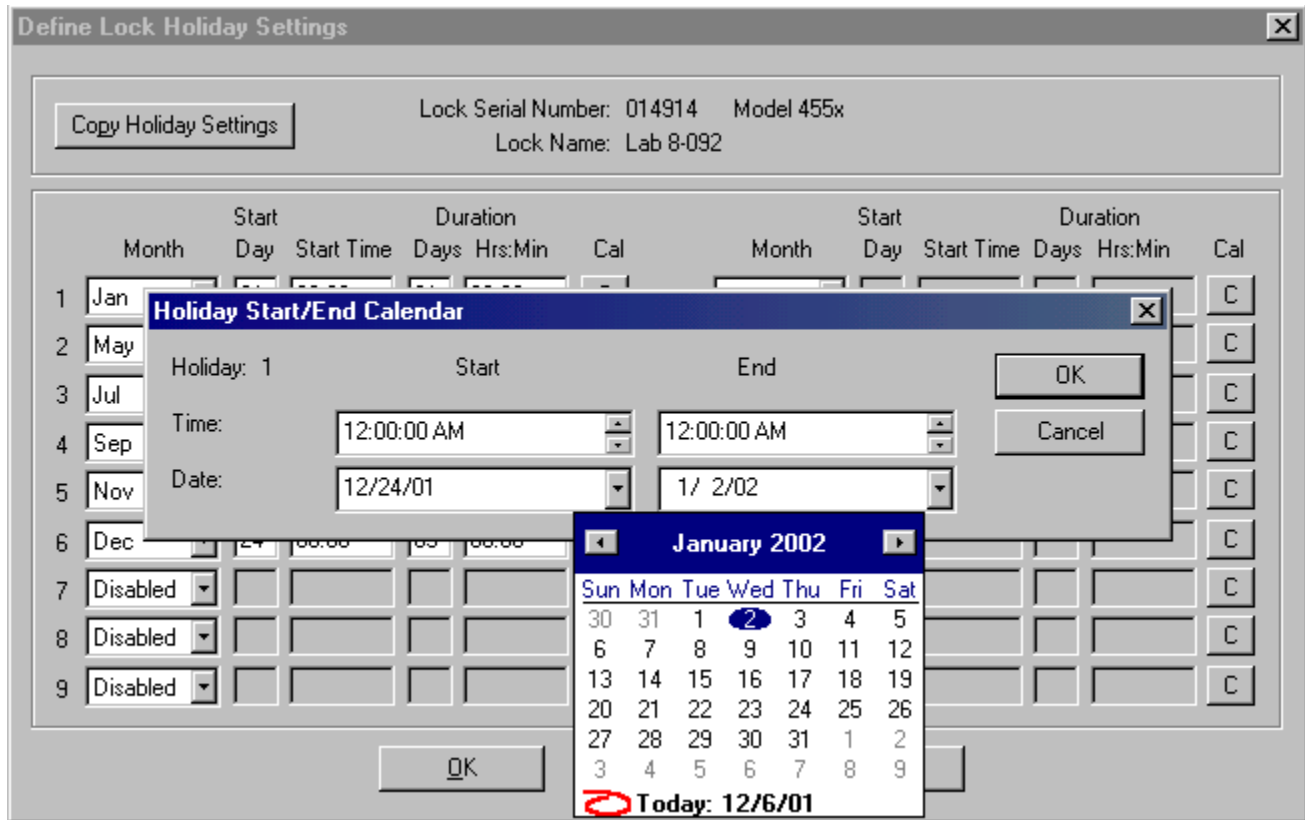 Define Lock Holiday Settings
Copy Holiday Settings
Lock Serial Number: 014914 Model 455x
Lock Name: Lab 8-092
Start Duration Start Duration
Month Day Start Time Days Hrs:Min Cal Month Day Start Time Days Hrs:Min Cal
1 Jan C
Holiday Start/End Calendar
2 May C
Holiday: 1 Start End OK
3 Jul C
Time: 12:00:00 AM 12:00:00 AM Cancel
4 Sep C
Date: 12/24/01 1/ 2/02
5 Nov C
6 Dec C
January 2002
7 Disabled C
Sun Mon Tue Wed Thu Fri Sat
30 31 1 2 3 4 5
8 Disabled C
6 7 8 9 10 11 12
9 Disabled C
13 14 15 16 17 18 19
20 21 22 23 24 25 26
27 28 29 30 31 1 2
OK
3 4 5 6 7 8 9
Today: 12/6/01